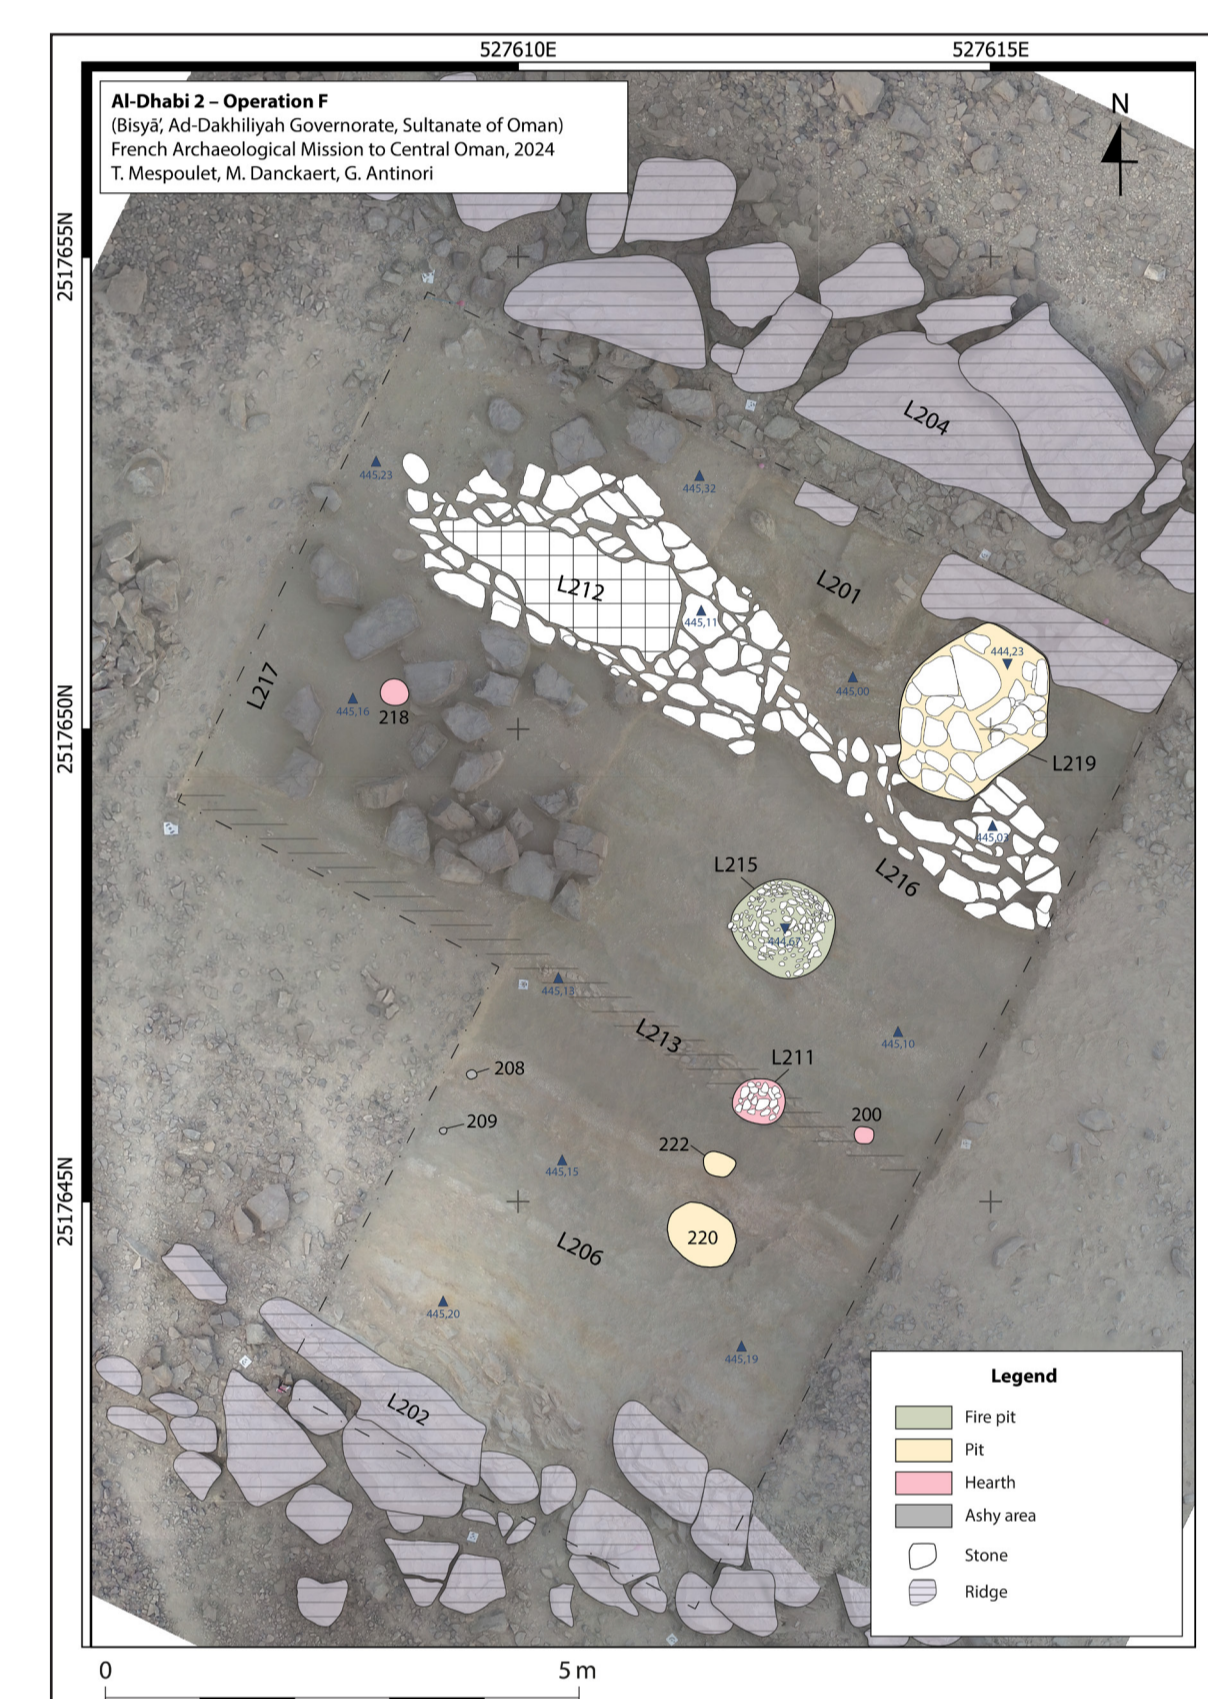 527610E
527615E
Al-Dhabi 2 – Operation F
(Bisyā’, Ad-Dakhiliyah Governorate, Sultanate of Oman)
French Archaeological Mission to Central Oman, 2024
T. Mespoulet, M. Danckaert, G. Antinori
N
2517655N
L204
445,23
445,32
L212
L201
445,11
444,23
L217
445,16
218
445,00
2517650N
L219
445,03
L215
L216
444,67
445,13
L213
445,10
L211
208
200
209
222
445,15
2517645N
220
L206
445,20
445,19
L202
Legend
Fire pit
Pit
Hearth
Ashy area
Stone
Ridge
0
5 m